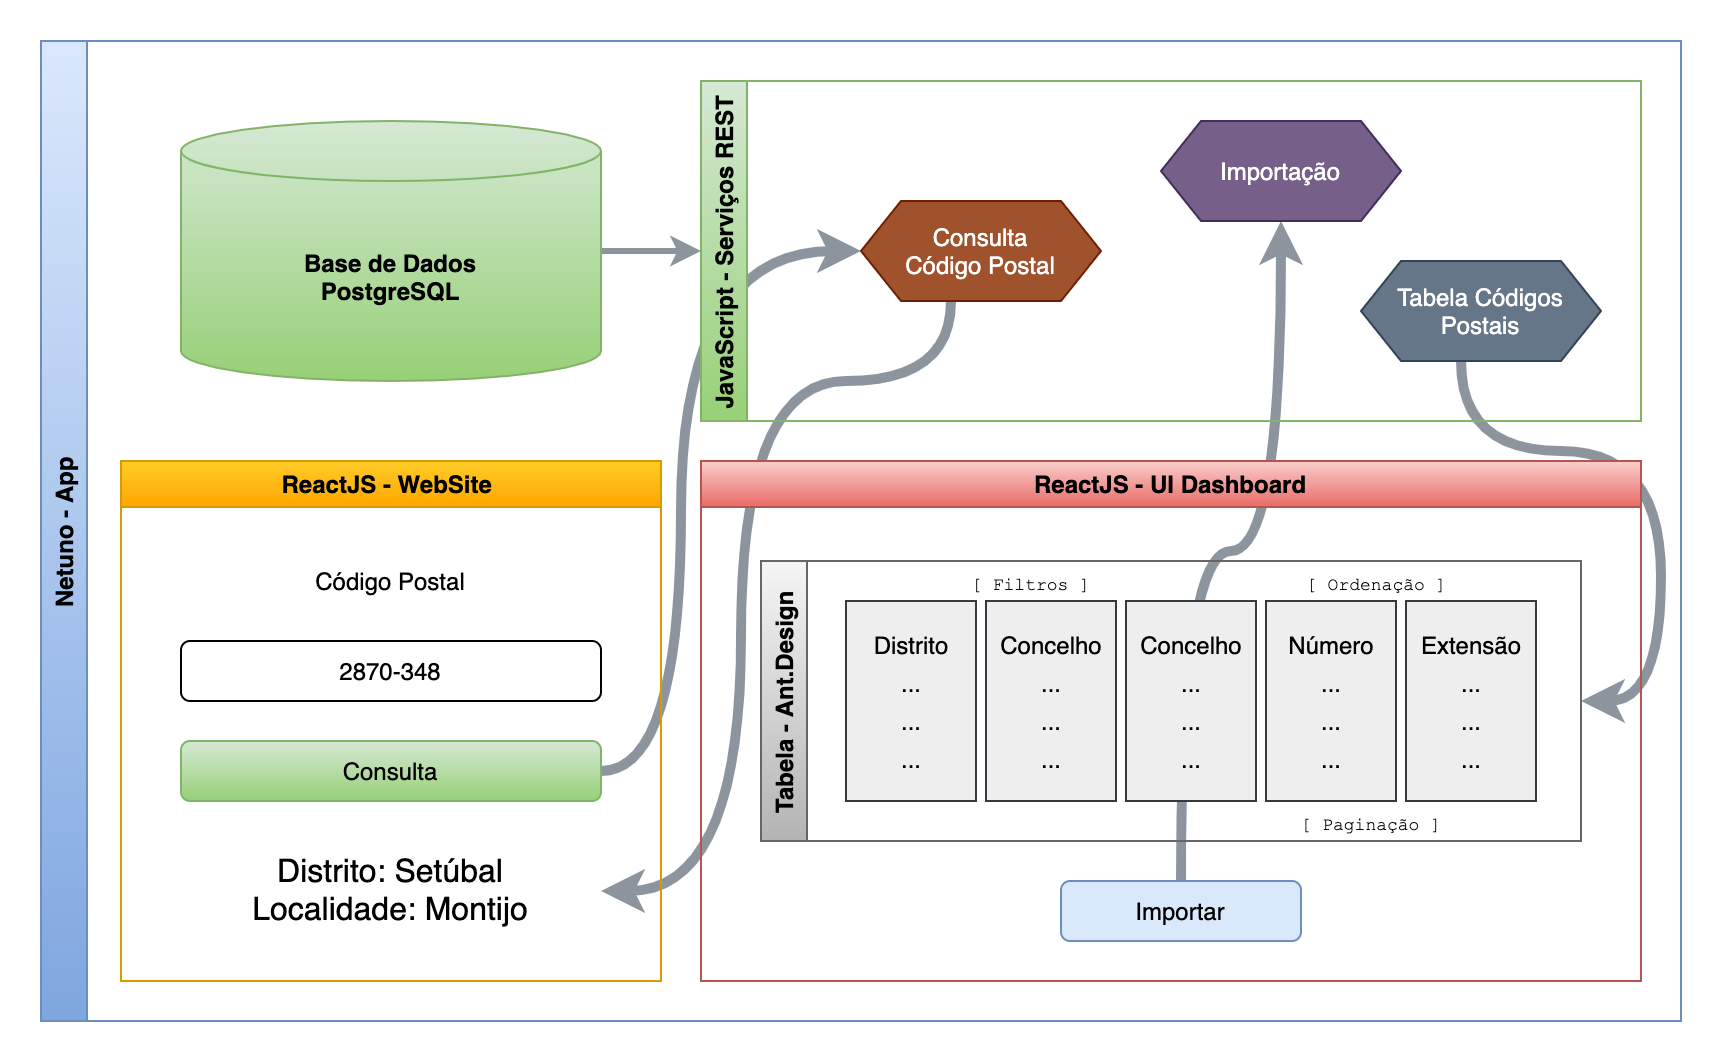 Netuno - App
Base de Dados
PostgreSQL
JavaScript - Serviços REST
Consulta
Código Postal
Importação
Tabela Códigos
Postais
ReactJS - WebSite
Código Postal
2870-348
Consulta
Distrito: Setúbal
Localidade: Montijo
ReactJS - UI Dashboard
Tabela - Ant.Design
[ Filtros ]
[ Ordenação ]
Distrito
...
...
...
Concelho
...
...
...
Concelho
...
...
...
Número
...
...
...
Extensão
...
...
...
[ Paginação ]
Importar